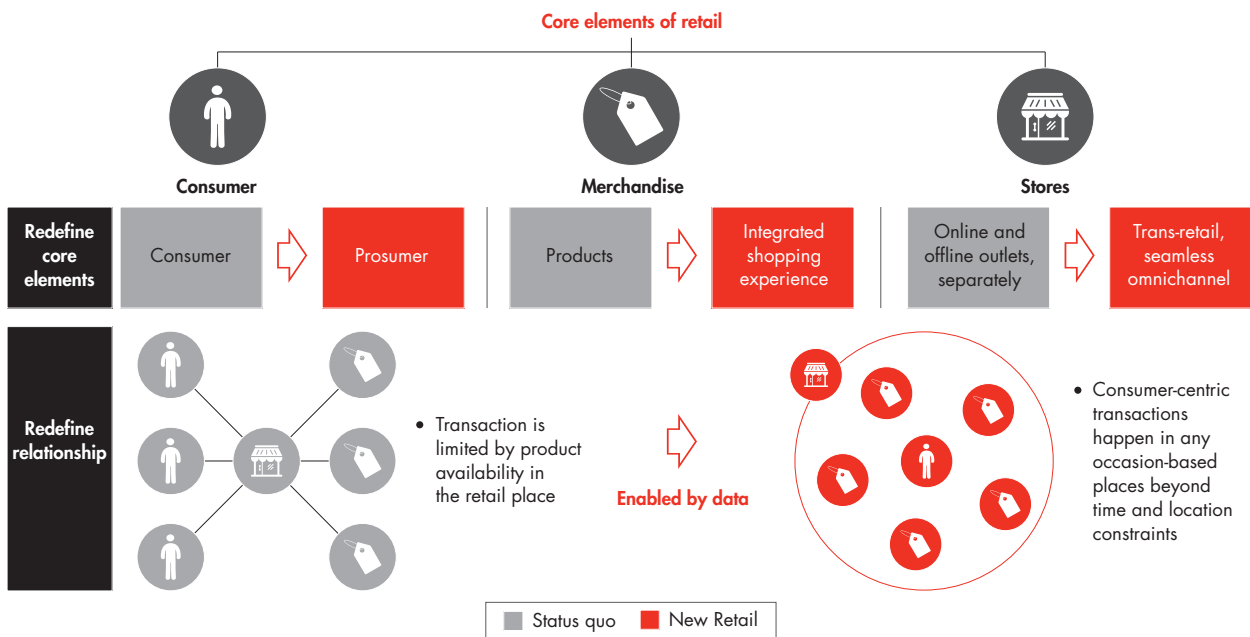 Core elements of retail
Consumer
Merchandise
Stores
Redefine
core
elements
Consumer
Prosumer
Products
Integrated
shopping
experience
Online and
offline outlets,
separately
Trans-retail,
seamless
omnichannel
Redefine
relationship
• Transaction is
limited by product
availability in
the retail place
Enabled by data
• Consumer-centric
transactions
happen in any
occasion-based
places beyond
time and location
constraints
Status quo
New Retail